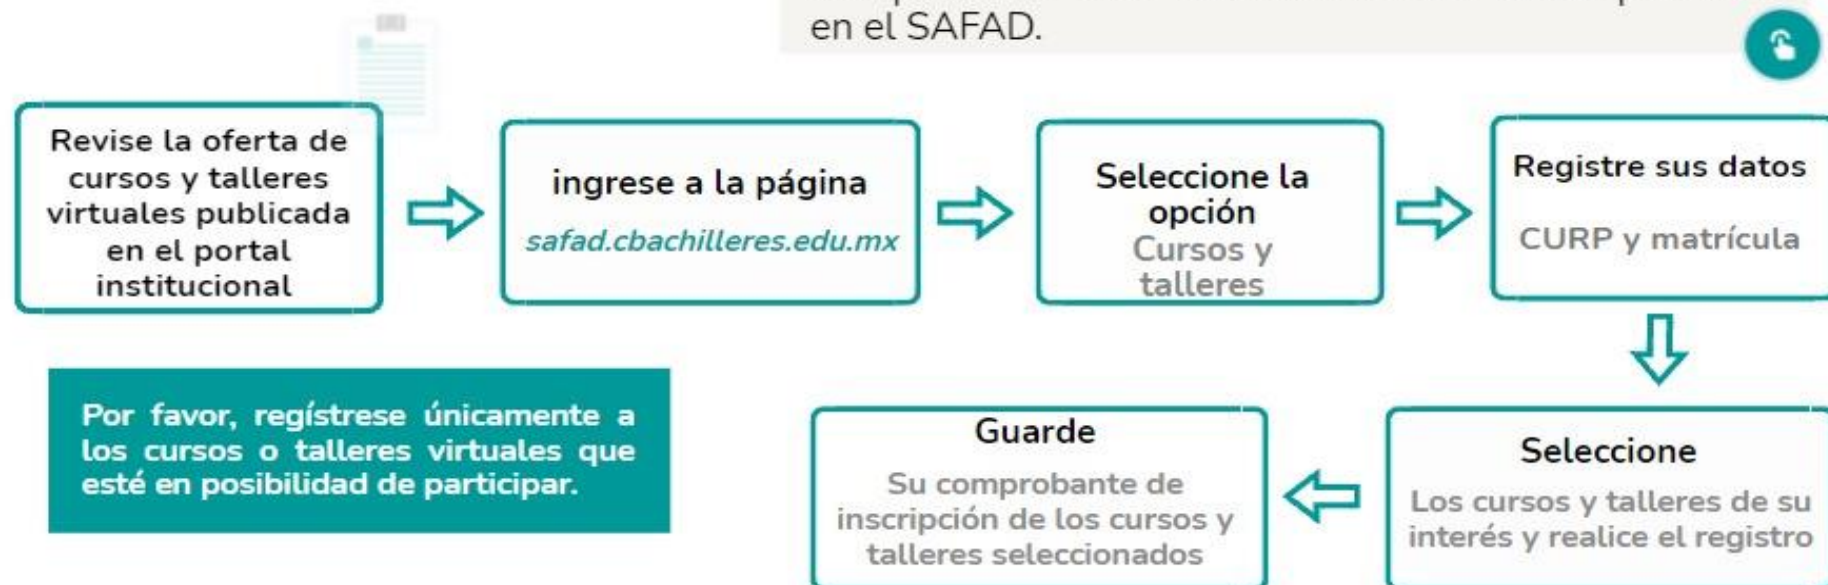 en el SAFAD.
Revise la oferta de
cursos y talleres
virtuales publicada
en el portal
institucional
ingrese a la página
safad.cbachilleres.edu.mx
Seleccione la
opción
Cursos y
talleres
Registre sus datos
CURP y matrícula
Seleccione
Los cursos y talleres de su
interés y realice el registro
Guarde
Su comprobante de
inscripción de los cursos y
talleres seleccionados
Por favor, regístrese únicamente a
los cursos o talleres virtuales que
esté en posibilidad de participar.